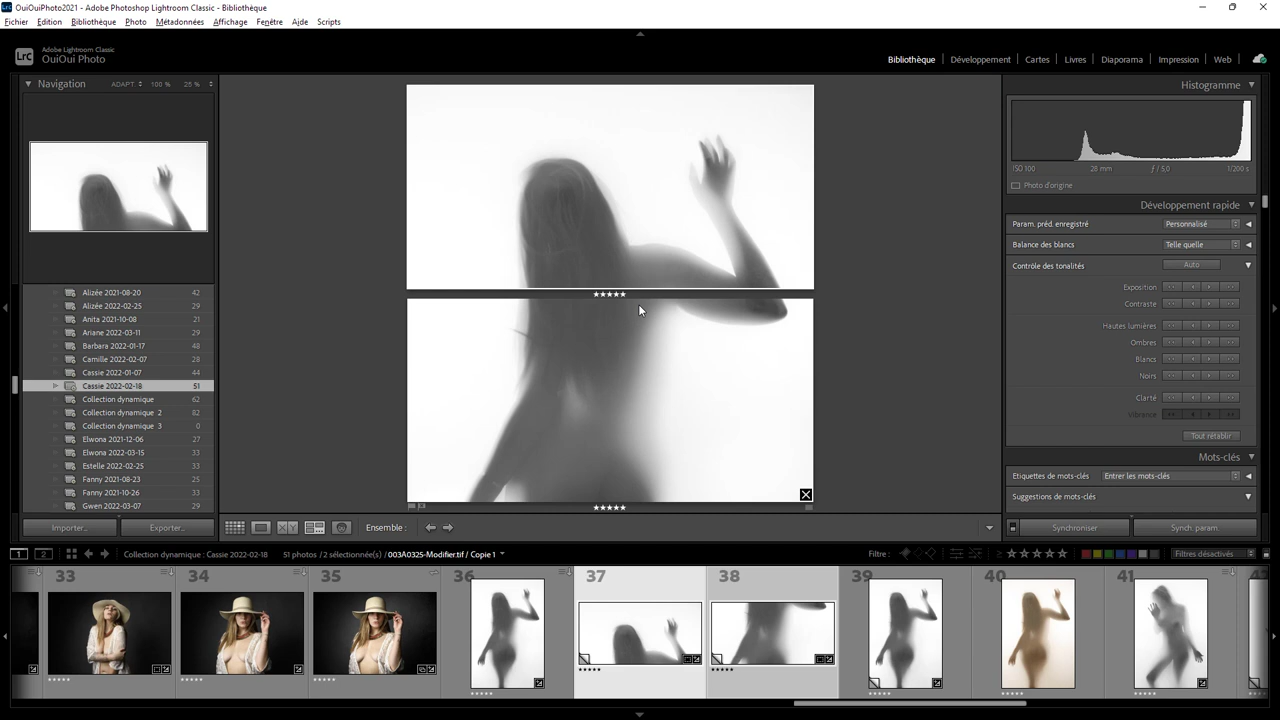 OuiOuiPhoto2021 - Adobe Photoshop Lightroom Classic - Bibliothèque
Fichier Edition Bibliothèque Photo Métadonnées Affichage Fenêtre Aide Scripts
Lrc
Adobe Lightroom Classic
OuiOui Photo
Bibliothèque Développement Cartes Livres Diaporama Impression Web
Navigation ADAPT. 100 % 25 %
Histogramme
ISO 100 28 mm ƒ / 5,0 1/200 s
Photo d'origine
Développement rapide
Param. pré. enregistré Personnalisé
Balance des blancs Telle quelle
Contrôle des tonalités Auto
Exposition
Contraste
Hautes lumières
Ombres
Blancs
Noirs
Clarté
Vibrance
Tout rétablir
Mots-clés
Etiquettes de mots-clés Entrer les mots-clés
Suggestions de mots-clés
Synchroniser Synch. param.
Alizée 2021-08-20 42
Alizée 2022-02-25 29
Anita 2021-10-08 21
Ariane 2022-03-11 29
Barbara 2022-01-17 48
Camille 2022-02-07 28
Cassie 2022-01-07 44
Cassie 2022-02-18 51
Collection dynamique 62
Collection dynamique 2 82
Collection dynamique 3 0
Elwona 2021-12-06 27
Elwona 2022-03-15 33
Estelle 2022-02-25 33
Fanny 2021-08-23 25
Fanny 2021-10-26 33
Gwen 2022-03-07 29
Importer... Exporter...
XY Ensemble :
1 2 Collection dynamique : Cassie 2022-02-18 51 photos / 2 sélectionnée(s) / 003A0325-Modifier.tif / Copie 1 Filtre : Filtres désactivés
33 34 35 36 37 38 39 40 41